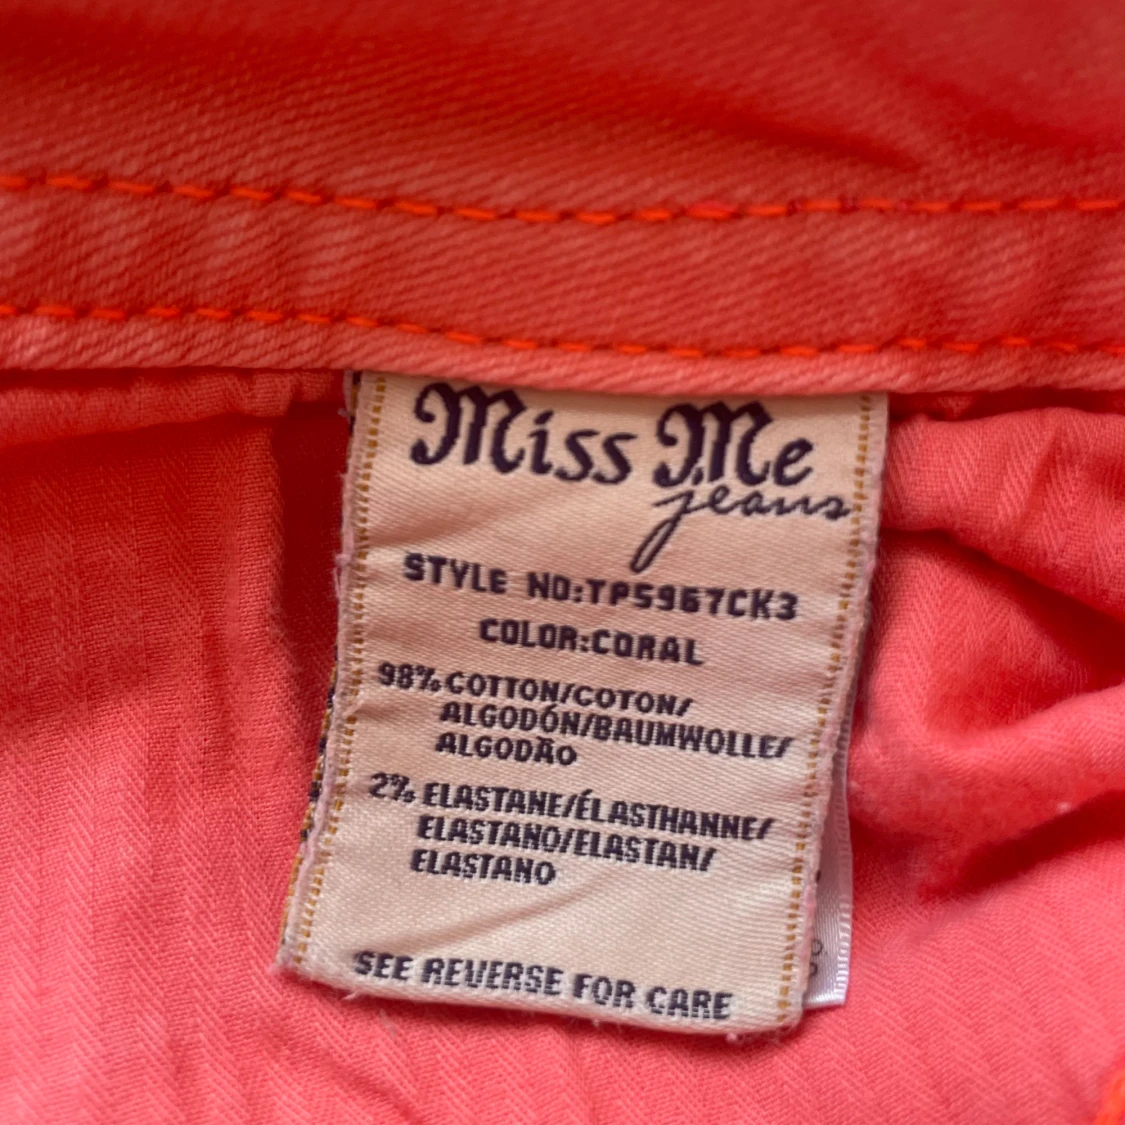 Miss Me
jeans
STYLE NO:TP5967CK3
COLOR:CORAL
98% COTTON/COTON/
ALGODÓN/BAUMWOLLE/
ALGODÃO
2% ELASTANE/ÉLASTHANNE/
ELASTANO/ELASTAN/
ELASTANO
SEE REVERSE FOR CARE